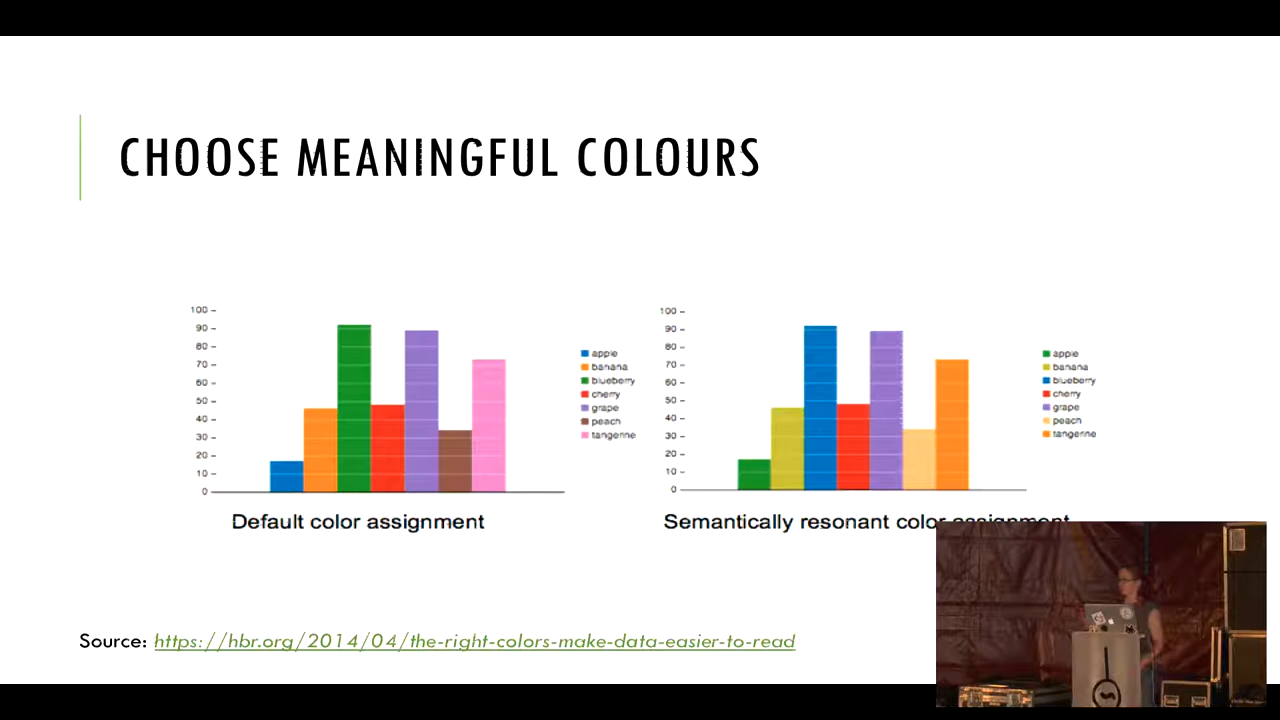 CHOOSE MEANINGFUL COLOURS
100
90
80
70
60
50
40
30
20
10
0
apple
banana
blueberry
cherry
grape
peach
tangerine
Default color assignment
100
90
80
70
60
50
40
30
20
10
0
apple
banana
blueberry
cherry
grape
peach
tangerine
Semantically resonant color assignment
Source: https://hbr.org/2014/04/the-right-colors-make-data-easier-to-read